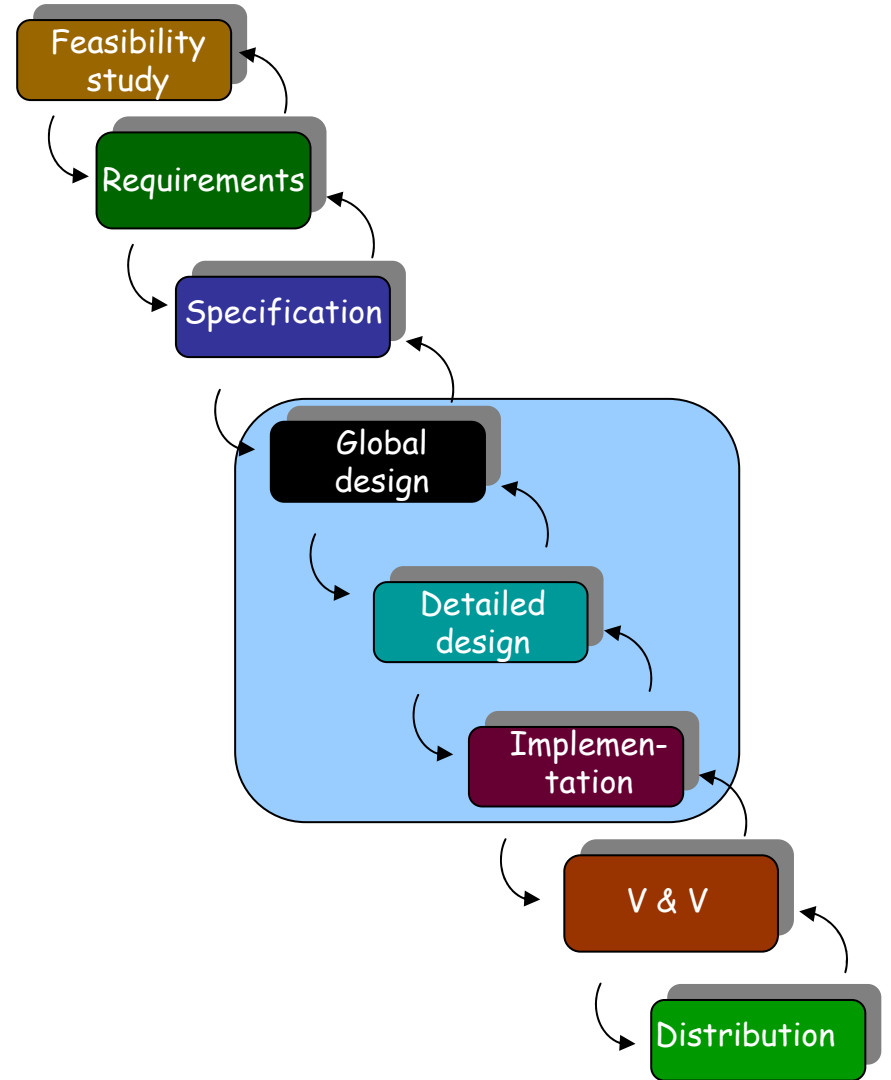 Feasibility
study
Requirements
Specification
Global
design
Detailed
design
Implemen-
tation
V & V
Distribution